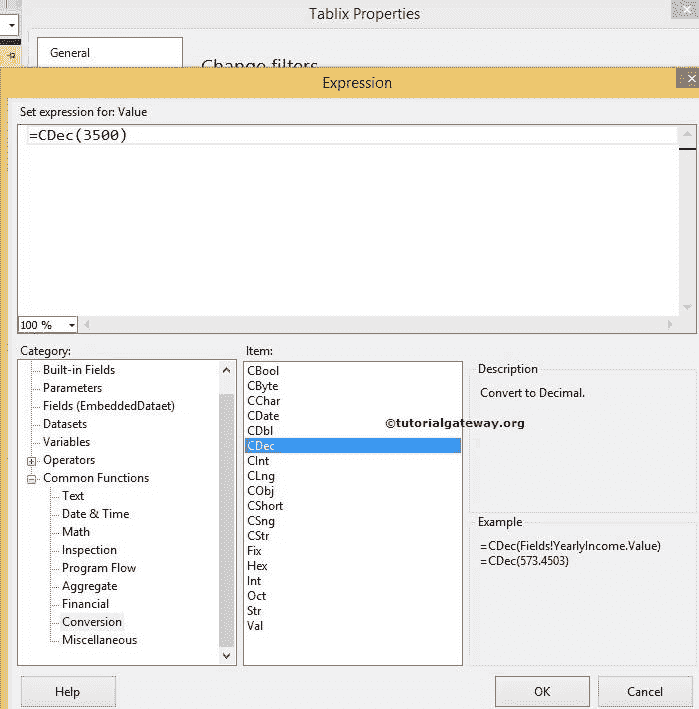 Tablix Properties
General
Change filters
Expression
Set expression for: Value
=CDec(3500)
100 %
Category:
Built-in Fields
Parameters
Fields (EmbeddedDataet)
Datasets
Variables
Operators
Common Functions
Text
Date & Time
Math
Inspection
Program Flow
Aggregate
Financial
Conversion
Miscellaneous
Item:
CBool
CByte
CChar
CDate
CDbl
CDec
CInt
CLng
CObj
CShort
CSng
CStr
Fix
Hex
Int
Oct
Str
Val
©tutorialgateway.org
Description
Convert to Decimal.
Example
=CDec(Fields!YearlyIncome.Value)
=CDec(573.4503)
Help
OK
Cancel